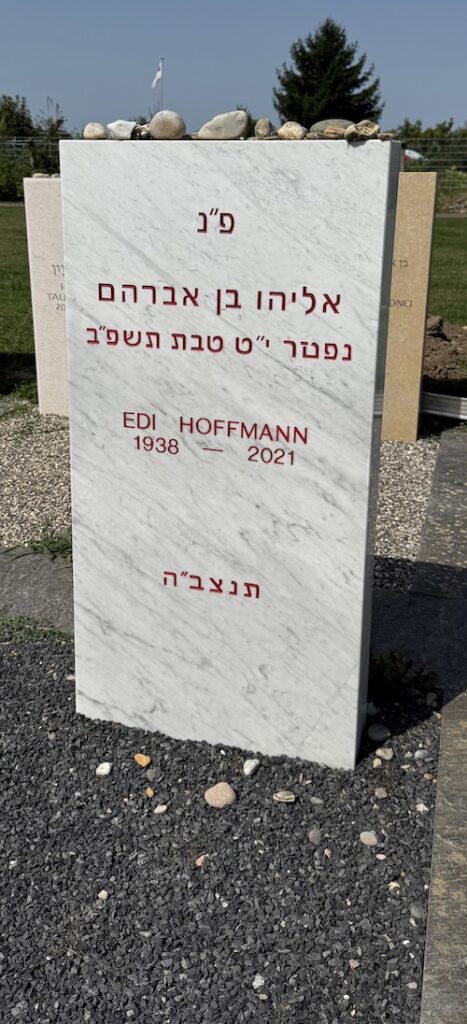 פ״נ
אליהו בן אברהם
נפטר י״ט טבת תשפ״ב
EDI HOFFMANN
1938 — 2021
תנצב״ה